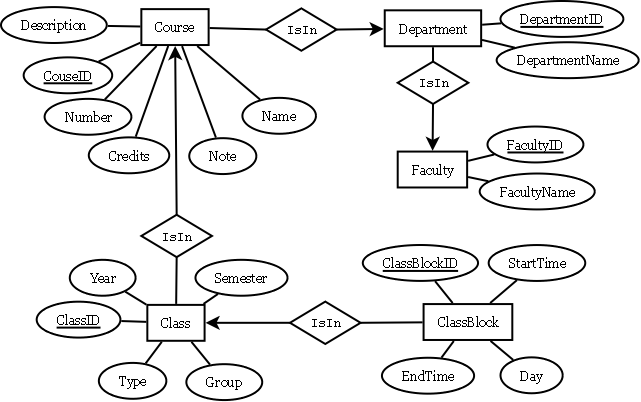 Description
Course
IsIn
Department
DepartmentID
DepartmentName
CouseID
Number
Credits
Note
Name
IsIn
Faculty
FacultyID
FacultyName
IsIn
Year
Semester
ClassID
Class
Type
Group
IsIn
ClassBlockID
StartTime
ClassBlock
EndTime
Day